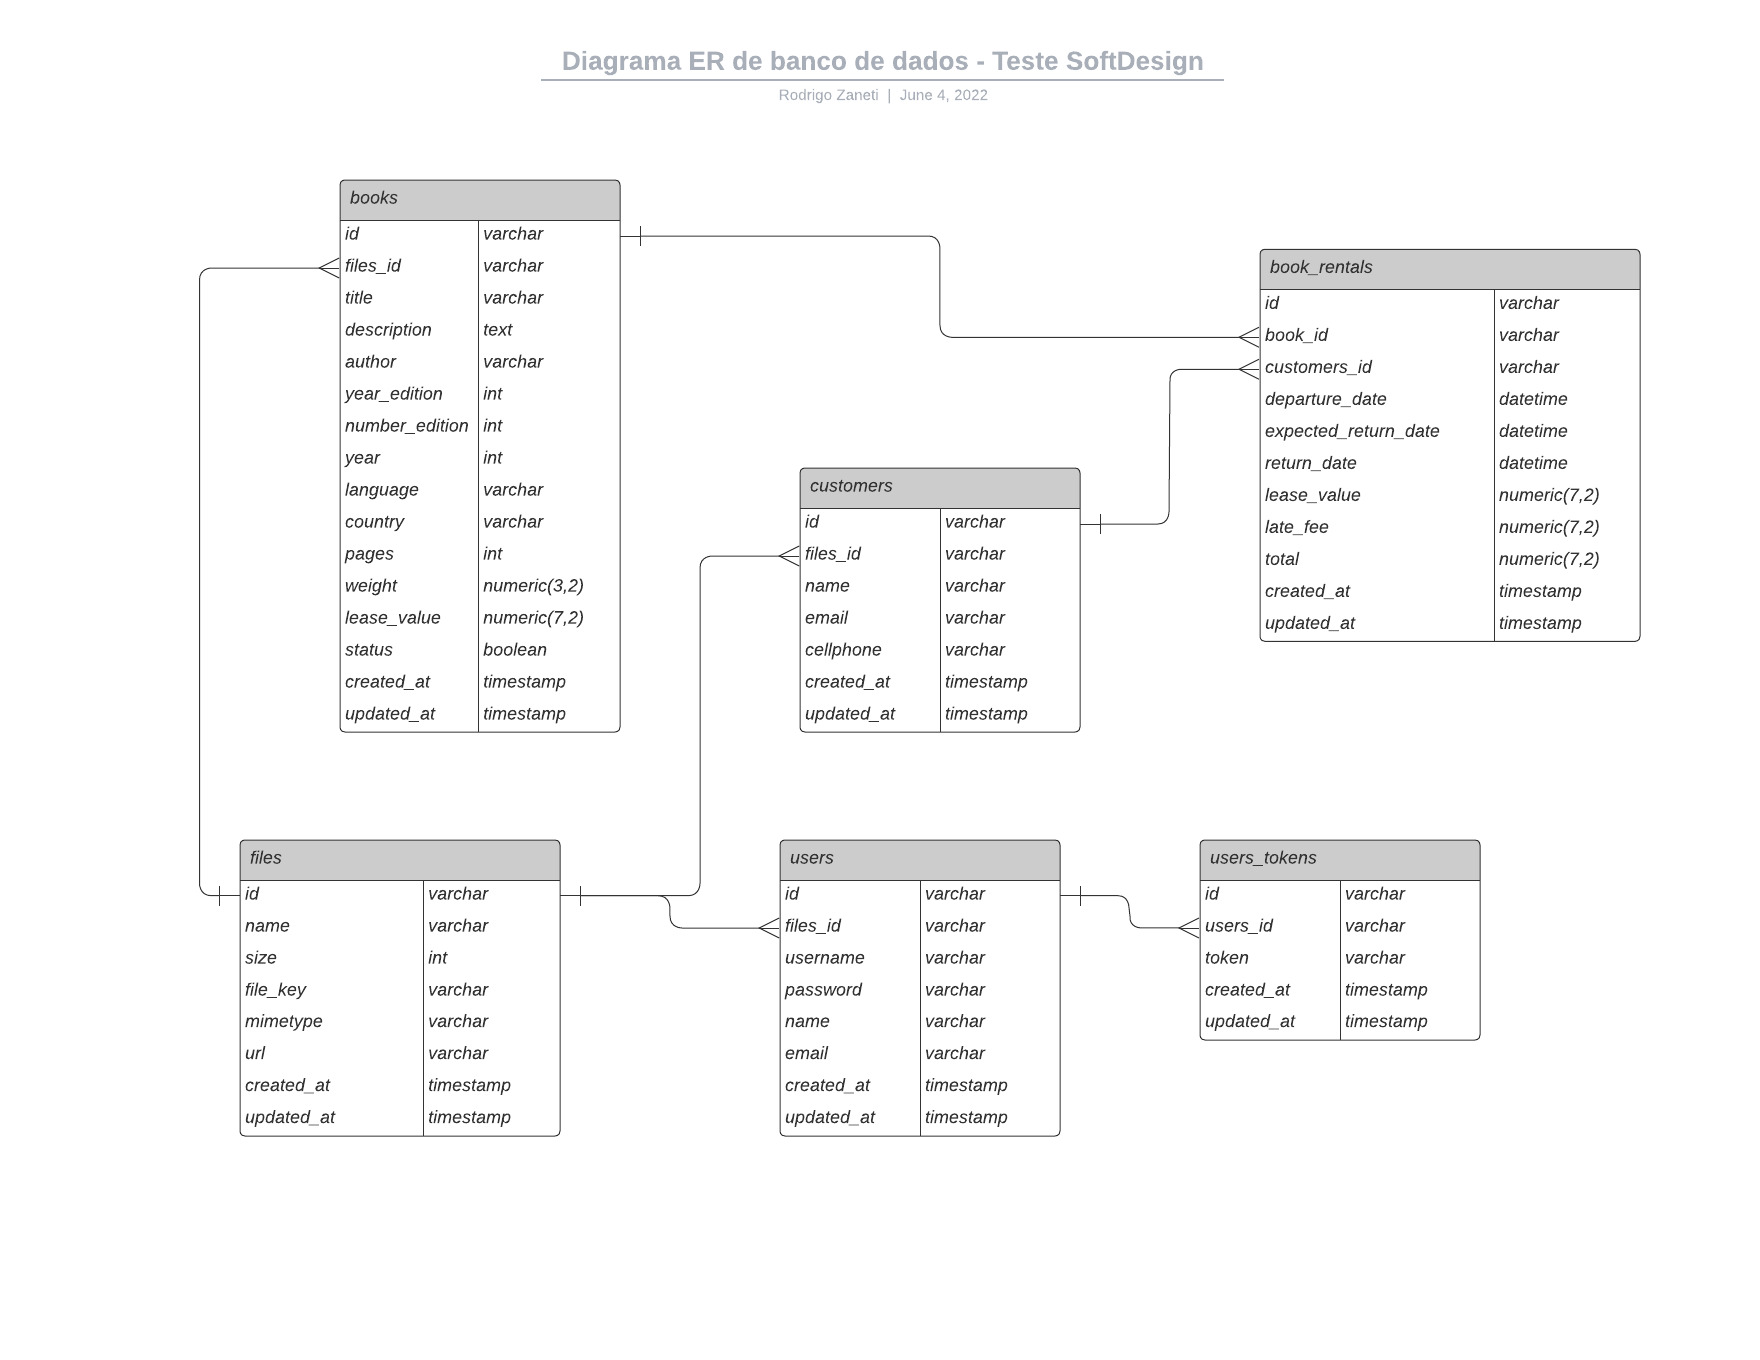 Diagrama ER de banco de dados - Teste SoftDesign
Rodrigo Zaneti | June 4, 2022
books
id varchar
files_id varchar
title varchar
description text
author varchar
year_edition int
number_edition int
year int
language varchar
country varchar
pages int
weight numeric(3,2)
lease_value numeric(7,2)
status boolean
created_at timestamp
updated_at timestamp
book_rentals
id varchar
book_id varchar
customers_id varchar
departure_date datetime
expected_return_date datetime
return_date datetime
lease_value numeric(7,2)
late_fee numeric(7,2)
total numeric(7,2)
created_at timestamp
updated_at timestamp
customers
id varchar
files_id varchar
name varchar
email varchar
cellphone varchar
created_at timestamp
updated_at timestamp
files
id varchar
name varchar
size int
file_key varchar
mimetype varchar
url varchar
created_at timestamp
updated_at timestamp
users
id varchar
files_id varchar
username varchar
password varchar
name varchar
email varchar
created_at timestamp
updated_at timestamp
users_tokens
id varchar
users_id varchar
token varchar
created_at timestamp
updated_at timestamp